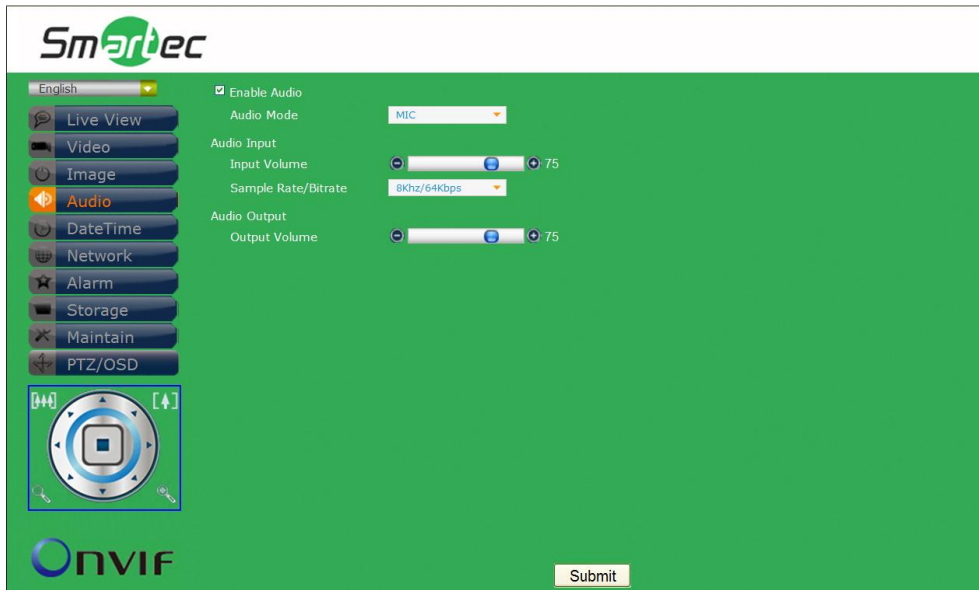 Smartec
English
Live View
Video
Image
Audio
DateTime
Network
Alarm
Storage
Maintain
PTZ/OSD
Enable Audio
Audio Mode MIC
Audio Input
Input Volume 75
Sample Rate/Bitrate 8Khz/64Kbps
Audio Output
Output Volume 75
Onvif
Submit